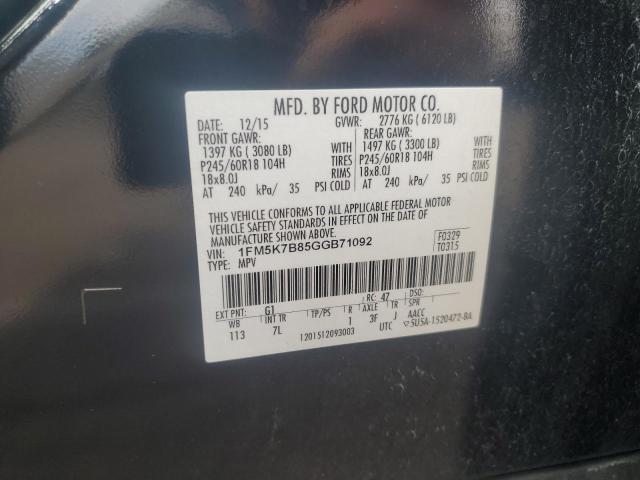 MFD. BY FORD MOTOR CO.
DATE: 12/15 GVWR: 2776 KG ( 6120 LB)
FRONT GAWR: REAR GAWR:
1397 KG ( 3080 LB) WITH 1497 KG ( 3300 LB) WITH
P245/60R18 104H TIRES P245/60R18 104H TIRES
18x8.0J RIMS 18x8.0J RIMS
AT 240 kPa/ 35 PSI COLD AT 240 kPa/ 35 PSI COLD
THIS VEHICLE CONFORMS TO ALL APPLICABLE FEDERAL MOTOR
VEHICLE SAFETY STANDARDS IN EFFECT ON THE DATE OF
MANUFACTURE SHOWN ABOVE.
VIN: 1FM5K7B85GGB71092 F0329
TYPE: MPV T0315
EXT PNT: G1 RC: 47 DSO:
WB INT TR TP/PS R AXLE TR SPR
113 7L 1 3F J AACC
1201512093003 UTC 5U5A-1520472-BA